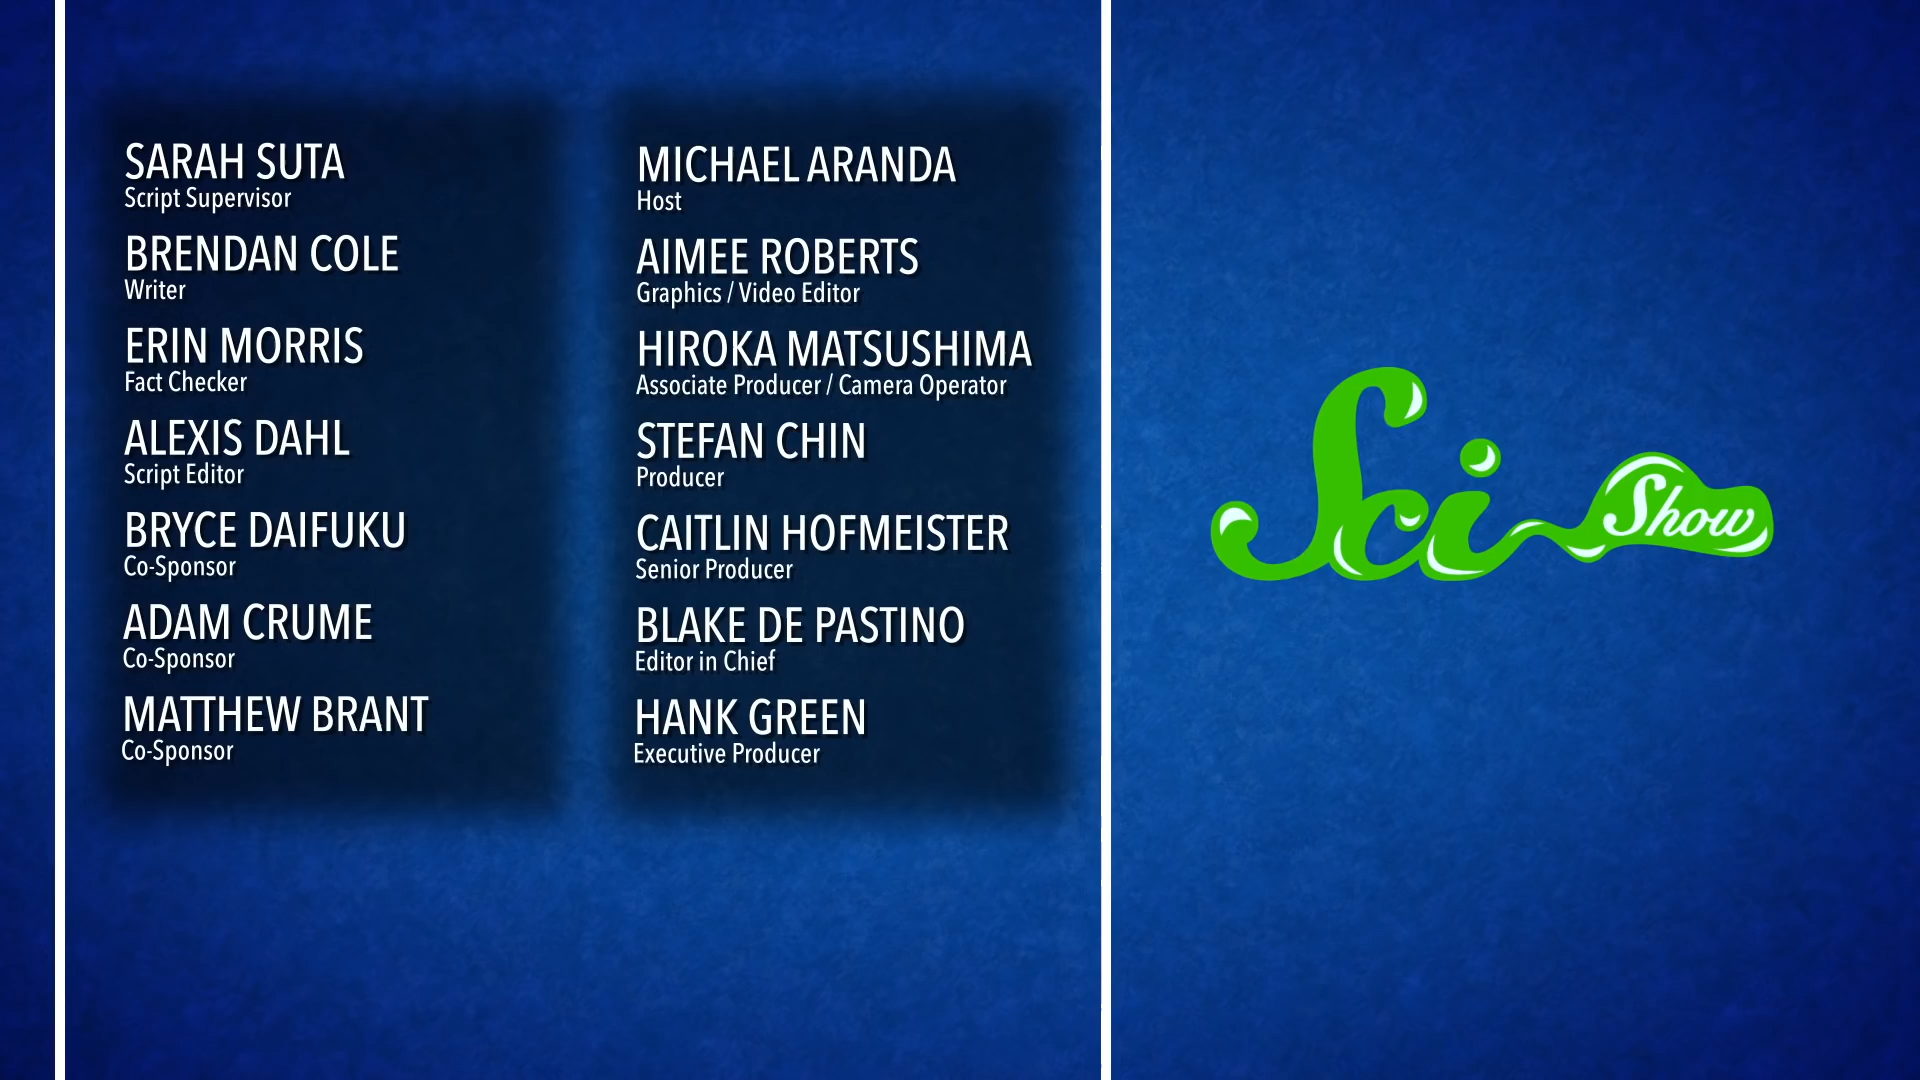 SARAH SUTA
Script Supervisor
BRENDAN COLE
Writer
ERIN MORRIS
Fact Checker
ALEXIS DAHL
Script Editor
BRYCE DAIFUKU
Co-Sponsor
ADAM CRUME
Co-Sponsor
MATTHEW BRANT
Co-Sponsor
MICHAEL ARANDA
Host
AIMEE ROBERTS
Graphics / Video Editor
HIROKA MATSUSHIMA
Associate Producer / Camera Operator
STEFAN CHIN
Producer
CAITLIN HOFMEISTER
Senior Producer
BLAKE DE PASTINO
Editor in Chief
HANK GREEN
Executive Producer
Sci Show